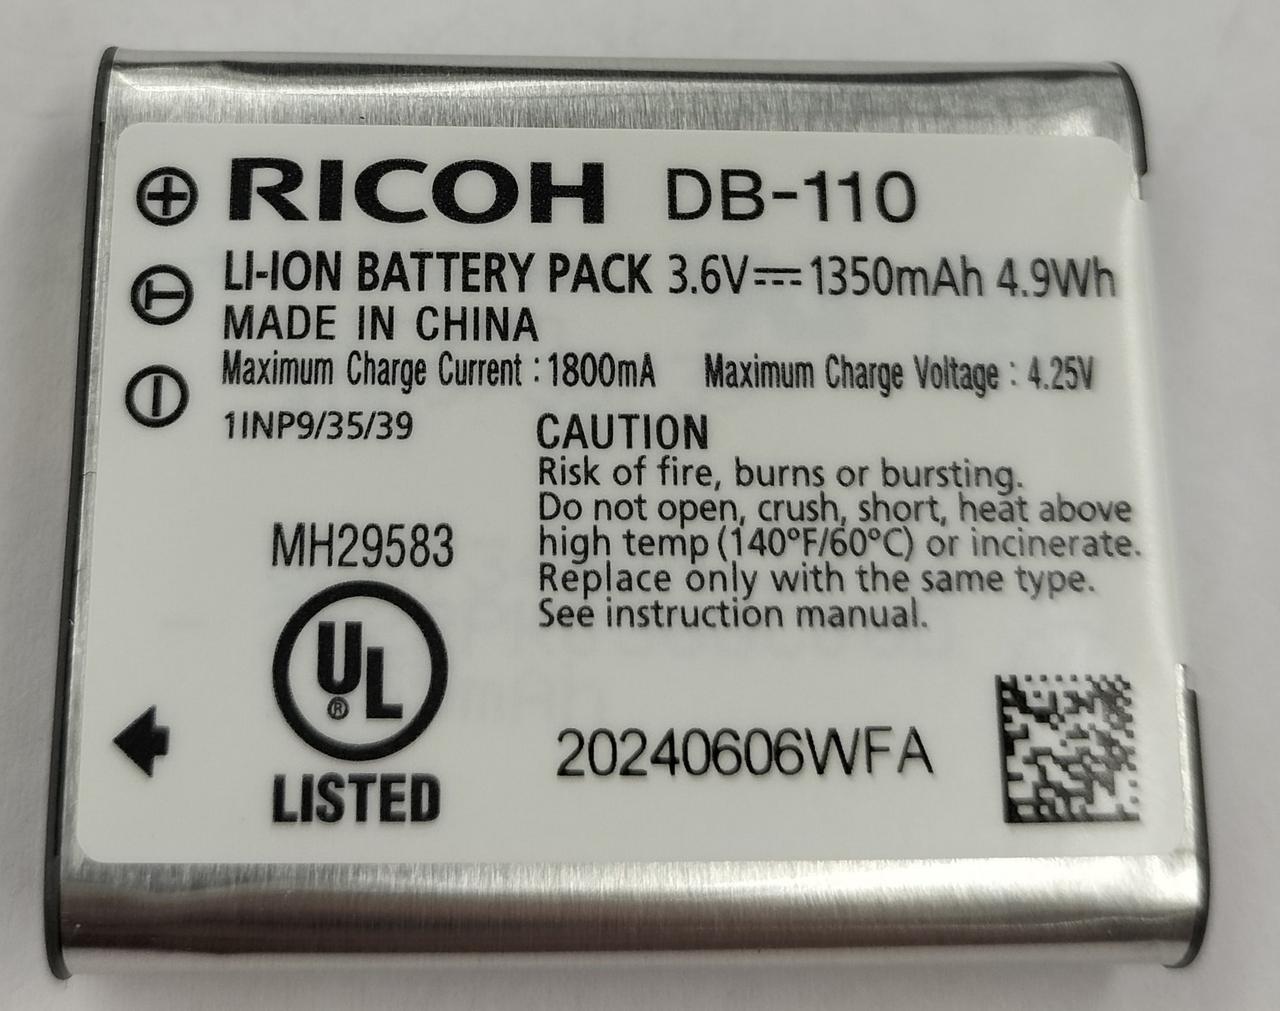 RICOH DB-110
LI-ION BATTERY PACK 3.6V⎓1350mAh 4.9Wh
MADE IN CHINA
Maximum Charge Current : 1800mA Maximum Charge Voltage : 4.25V
1INP9/35/39
CAUTION
Risk of fire, burns or bursting.
Do not open, crush, short, heat above
high temp (140°F/60°C) or incinerate.
Replace only with the same type.
See instruction manual.
MH29583
UL®
LISTED
20240606WFA